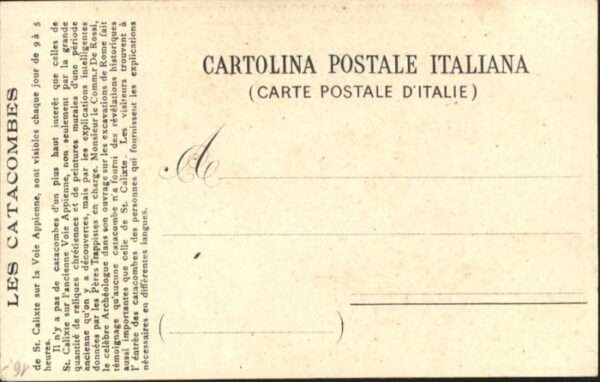 LES CATACOMBES
de St. Calixte sur la Voie Appienne, sont visibles chaque jour de 9 à 5
heures.
Il n'y a pas de catacombes d'un plus haut interêt que celles de
St. Calixte sur l'ancienne Voie Appienne, non seulement par la grande
quantité de reliques chrétiennes et de peintures murales d'une période
ancienne qu'on y a découvertes, mais par les explications intelligentes
données par les Pères Trappistes en charge. Monsieur le Comm.r De Rossi,
le célèbre Archéologue dans son ouvrage sur les excavations de Rome fait
témoignage qu'aucune catacombe n'a fourni des révélations historiques
aussi importantes que celle de St. Calixte. Les visiteurs trouvent à
l'éntrée des catacombes des personnes qui fournissent les explications
nécessaires en différentes langues.
CARTOLINA POSTALE ITALIANA
(CARTE POSTALE D'ITALIE)
A